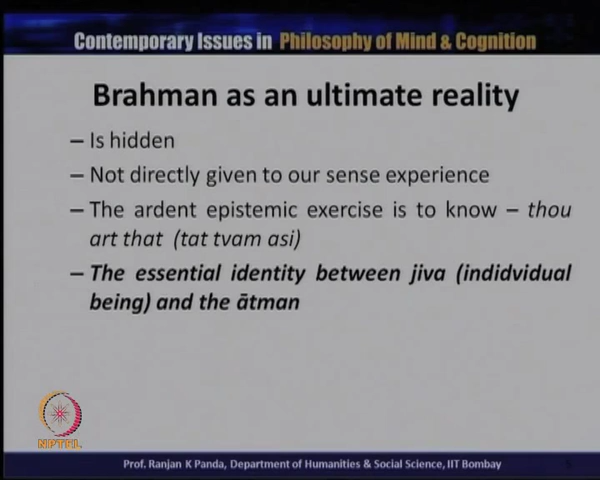 Contemporary Issues in Philosophy of Mind & Cognition
Brahman as an ultimate reality
– Is hidden
– Not directly given to our sense experience
– The ardent epistemic exercise is to know – thou
art that (tat tvam asi)
– The essential identity between jiva (indidvidual
being) and the ātman
NPTEL
Prof. Ranjan K Panda, Department of Humanities & Social Science, IIT Bombay